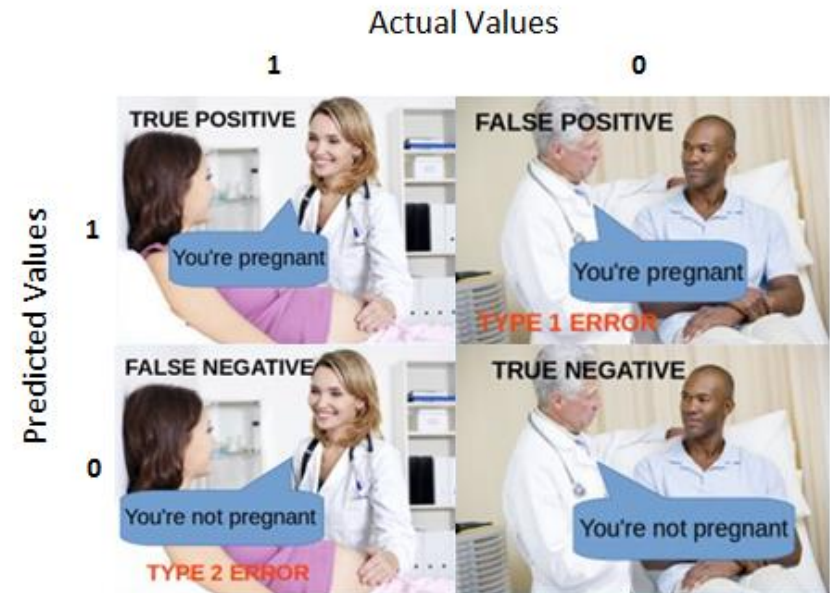 Actual Values
1 0
TRUE POSITIVE
FALSE POSITIVE
Predicted Values
1
You're pregnant
You're pregnant
TYPE 1 ERROR
FALSE NEGATIVE
TRUE NEGATIVE
0
You're not pregnant
You're not pregnant
TYPE 2 ERROR